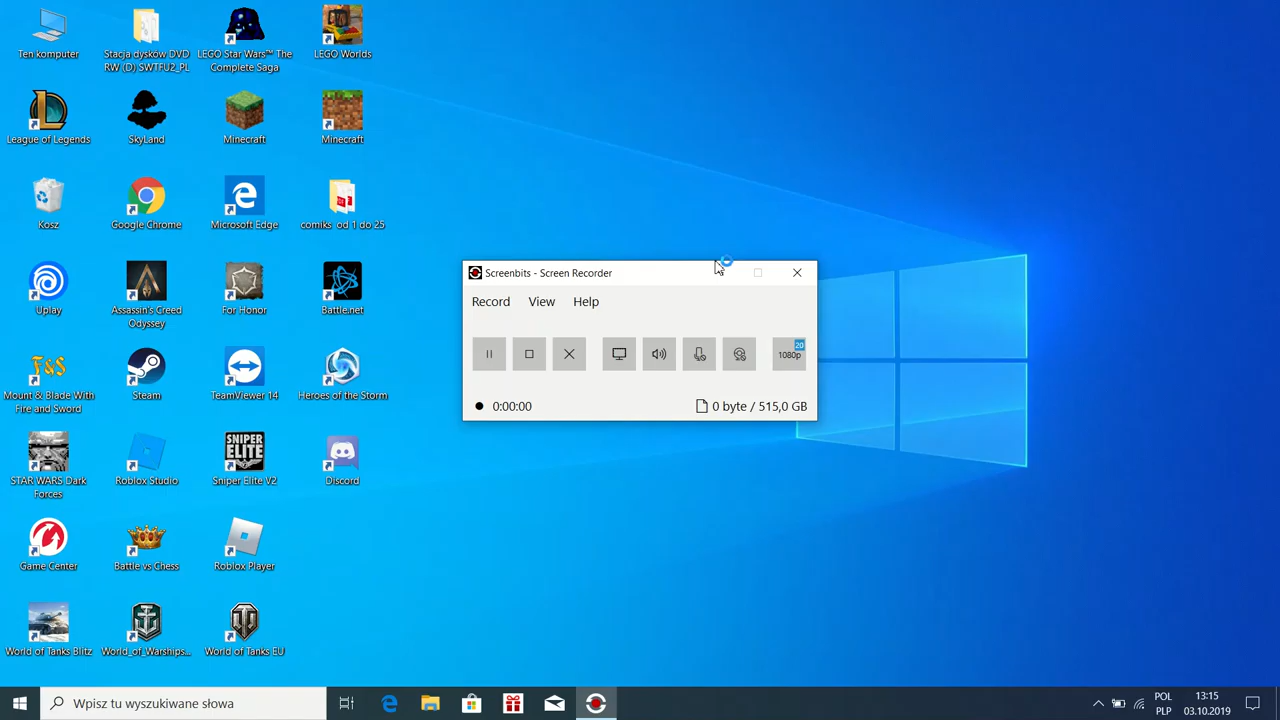 Ten komputer
Stacja dysków DVD
RW (D) SWTFU2_PL
LEGO Star Wars™ The
Complete Saga
LEGO Worlds
League of Legends
SkyLand
Minecraft
Minecraft
Kosz
Google Chrome
Microsoft Edge
comiks od 1 do 25
Uplay
Assassin's Creed
Odyssey
For Honor
Battle.net
Mount & Blade With
Fire and Sword
Steam
TeamViewer 14
Heroes of the Storm
STAR WARS Dark
Forces
Roblox Studio
SNIPER
ELITE
Sniper Elite V2
Discord
Game Center
Battle vs Chess
Roblox Player
World of Tanks Blitz
World_of_Warships...
World of Tanks EU
Screenbits - Screen Recorder
Record View Help
20
1080p
0:00:00
0 byte / 515,0 GB
Wpisz tu wyszukiwane słowa
POL
PLP
13:15
03.10.2019